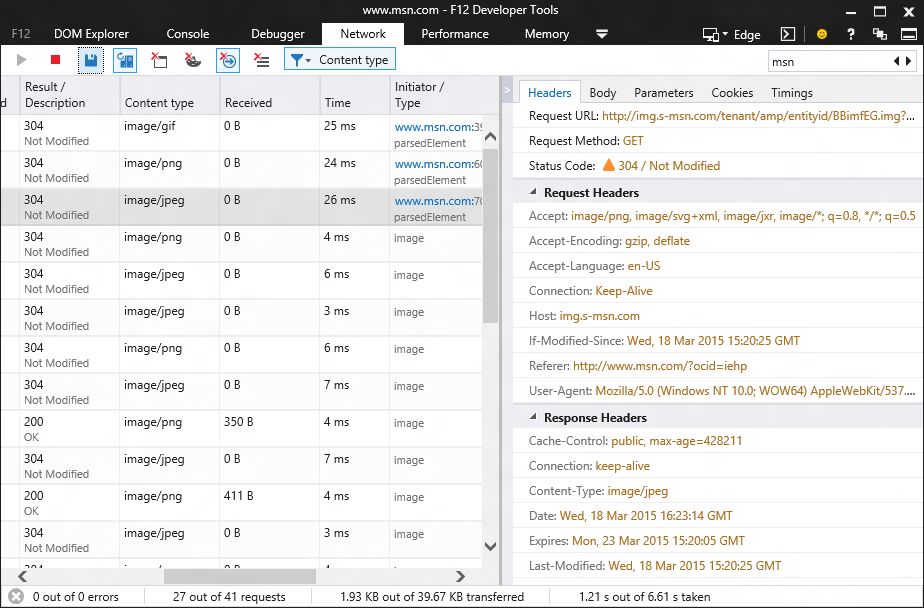 www.msn.com - F12 Developer Tools
F12 DOM Explorer Console Debugger Network Performance Memory Edge ?
Content type
msn
d Result / Description Content type Received Time Initiator / Type
304 Not Modified image/gif 0 B 25 ms www.msn.com:39 parsedElement
304 Not Modified image/png 0 B 24 ms www.msn.com:60 parsedElement
304 Not Modified image/jpeg 0 B 26 ms www.msn.com:70 parsedElement
304 Not Modified image/png 0 B 4 ms image
304 Not Modified image/jpeg 0 B 6 ms image
304 Not Modified image/jpeg 0 B 3 ms image
304 Not Modified image/png 0 B 6 ms image
304 Not Modified image/jpeg 0 B 7 ms image
200 OK image/png 350 B 4 ms image
304 Not Modified image/jpeg 0 B 7 ms image
200 OK image/png 411 B 4 ms image
304 Not Modified image/jpeg 0 B 3 ms image
Headers Body Parameters Cookies Timings
Request URL: http://img.s-msn.com/tenant/amp/entityid/BBimfEG.img?...
Request Method: GET
Status Code: 304 / Not Modified
Request Headers
Accept: image/png, image/svg+xml, image/jxr, image/*; q=0.8, */*; q=0.5
Accept-Encoding: gzip, deflate
Accept-Language: en-US
Connection: Keep-Alive
Host: img.s-msn.com
If-Modified-Since: Wed, 18 Mar 2015 15:20:25 GMT
Referer: http://www.msn.com/?ocid=iehp
User-Agent: Mozilla/5.0 (Windows NT 10.0; WOW64) AppleWebKit/537....
Response Headers
Cache-Control: public, max-age=428211
Connection: keep-alive
Content-Type: image/jpeg
Date: Wed, 18 Mar 2015 16:23:14 GMT
Expires: Mon, 23 Mar 2015 15:20:05 GMT
Last-Modified: Wed, 18 Mar 2015 15:20:25 GMT
0 out of 0 errors 27 out of 41 requests 1.93 KB out of 39.67 KB transferred 1.21 s out of 6.61 s taken